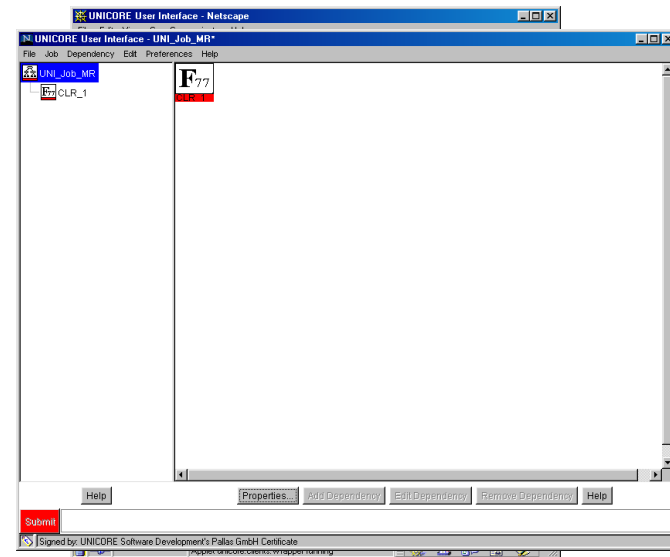 UNICORE User Interface - Netscape
UNICORE User Interface - UNI_Job_MR*
File Job Dependency Edit Preferences Help
UNI_Job_MR
F77 CLR_1
F77
CLR_1
Help Properties... Add Dependency Edit Dependency Remove Dependency Help
Submit
Signed by: UNICORE Software Development's Pallas GmbH Certificate
Applet unicore.clients.wrapper running